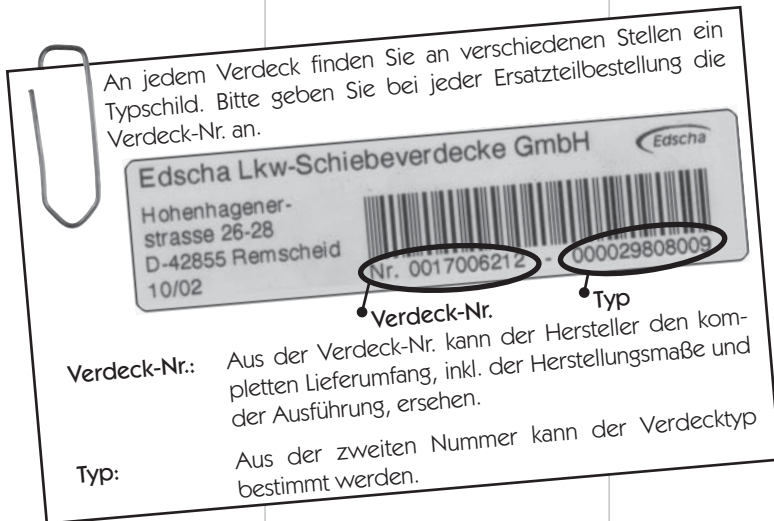 An jedem Verdeck finden Sie an verschiedenen Stellen ein
Typschild. Bitte geben Sie bei jeder Ersatzteilbestellung die
Verdeck-Nr. an.
Edscha Lkw-Schiebeverdecke GmbH
Edscha
Hohenhagener-
strasse 26-28
D-42855 Remscheid
10/02
Nr. 0017006212 - 000029808009
Verdeck-Nr.
Typ
Verdeck-Nr.: Aus der Verdeck-Nr. kann der Hersteller den kom-
pletten Lieferumfang, inkl. der Herstellungsmaße und
der Ausführung, ersehen.
Typ: Aus der zweiten Nummer kann der Verdecktyp
bestimmt werden.